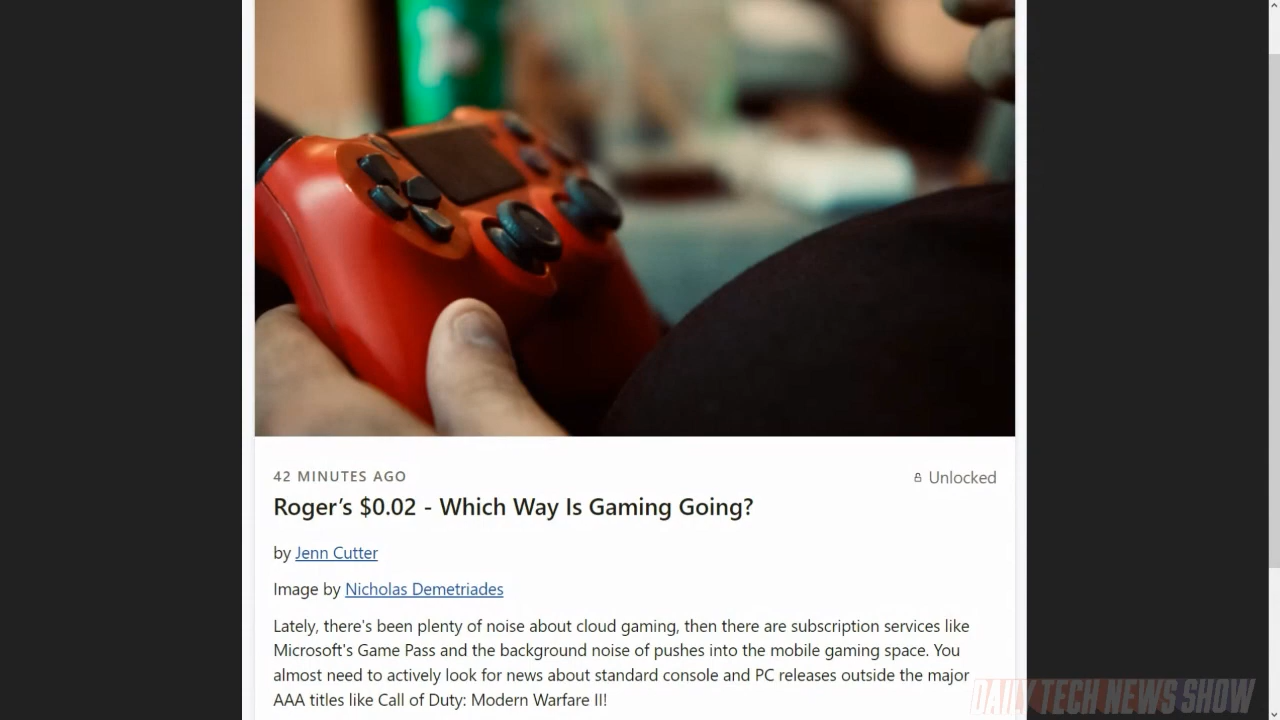 42 MINUTES AGO
Unlocked
Roger’s $0.02 - Which Way Is Gaming Going?
by Jenn Cutter
Image by Nicholas Demetriades
Lately, there's been plenty of noise about cloud gaming, then there are subscription services like
Microsoft's Game Pass and the background noise of pushes into the mobile gaming space. You
almost need to actively look for news about standard console and PC releases outside the major
AAA titles like Call of Duty: Modern Warfare II!
DAILY TECH NEWS SHOW